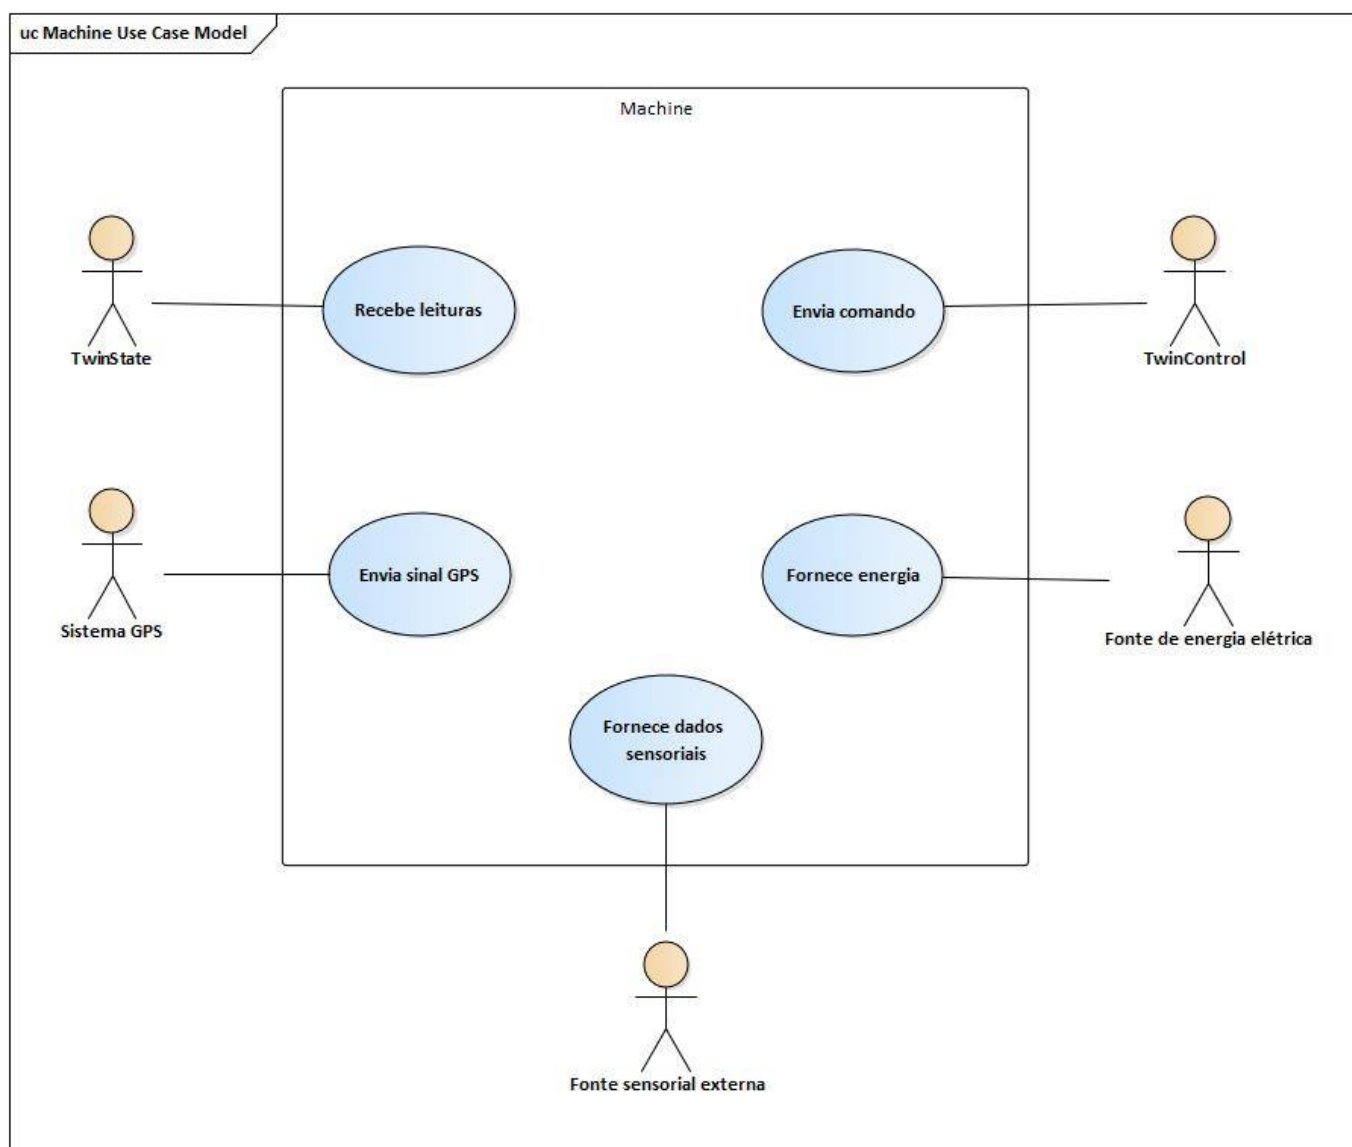 uc Machine Use Case Model
Machine
Recebe leituras
Envia comando
TwinState
TwinControl
Envia sinal GPS
Fornece energia
Sistema GPS
Fonte de energia elétrica
Fornece dados
sensoriais
Fonte sensorial externa